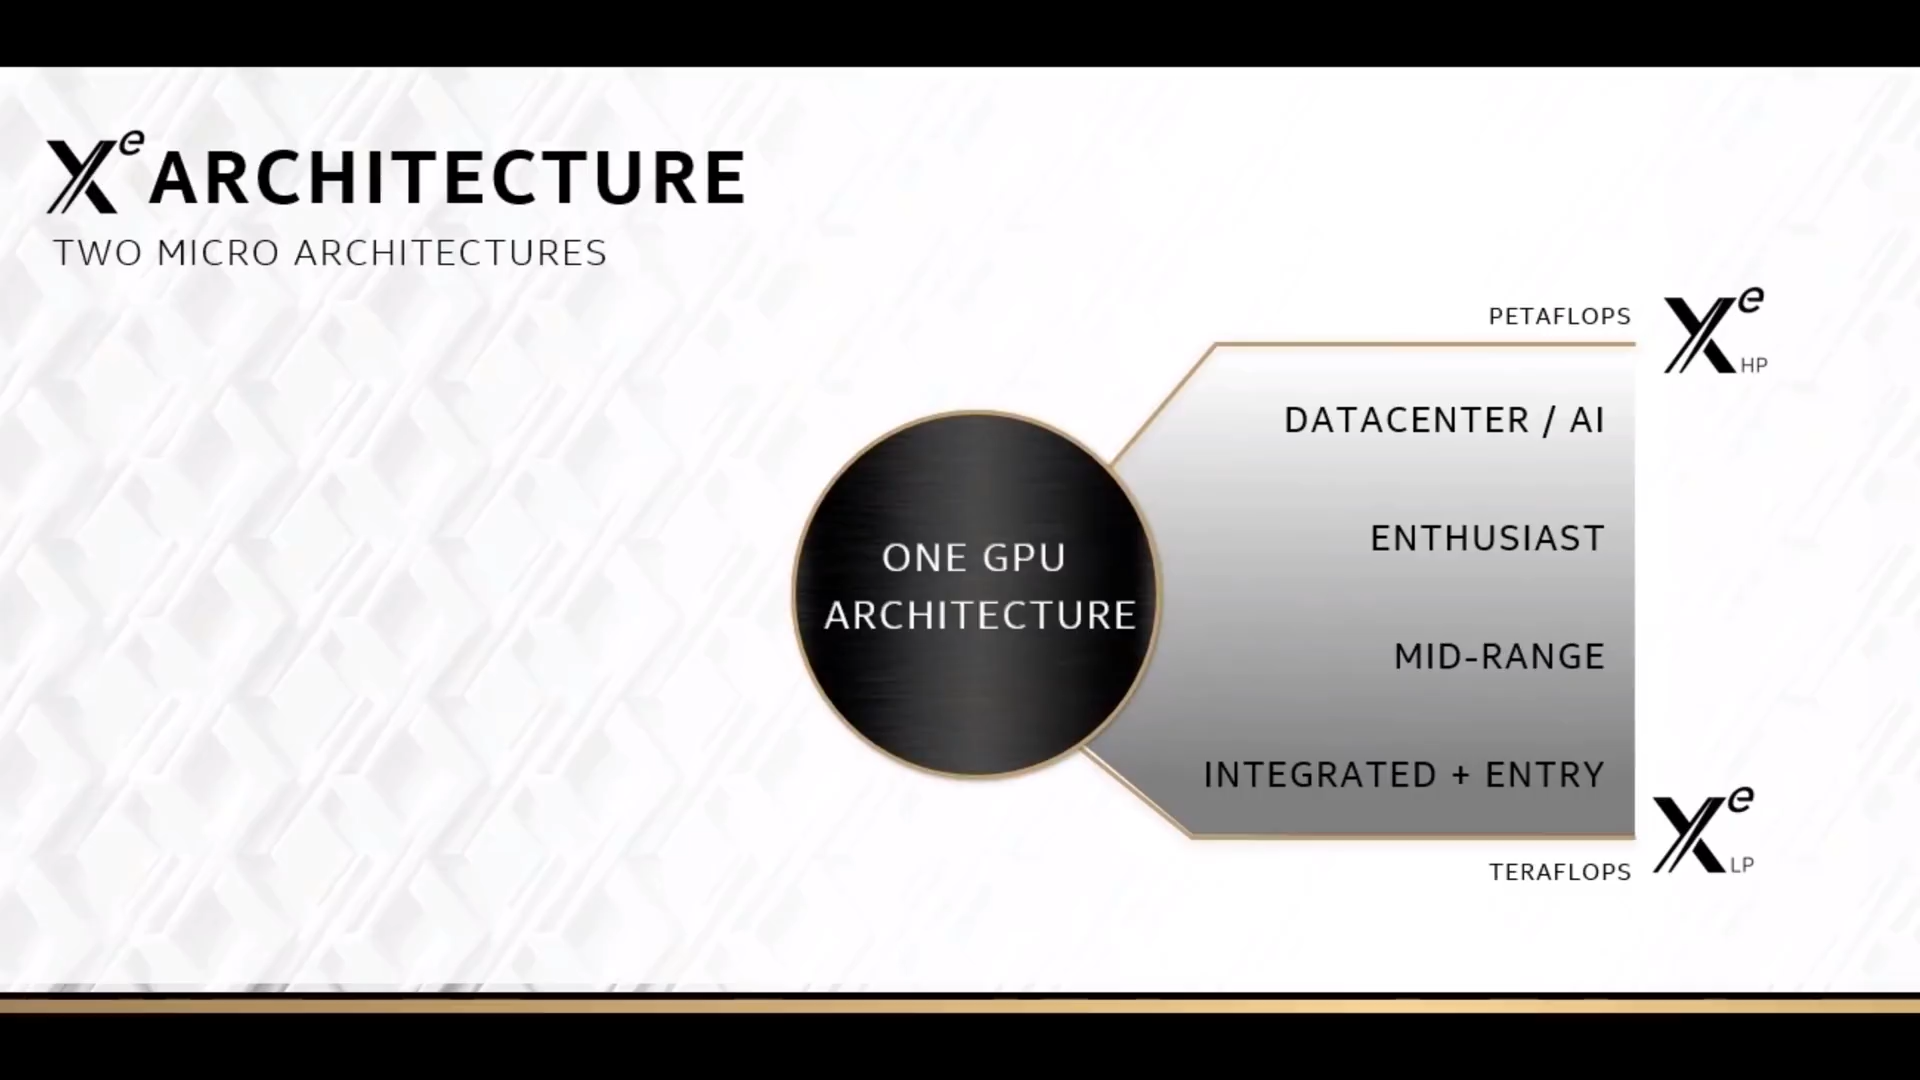 Xe ARCHITECTURE
TWO MICRO ARCHITECTURES
PETAFLOPS
Xe HP
DATACENTER / AI
ENTHUSIAST
ONE GPU
ARCHITECTURE
MID-RANGE
INTEGRATED + ENTRY
TERAFLOPS
Xe LP